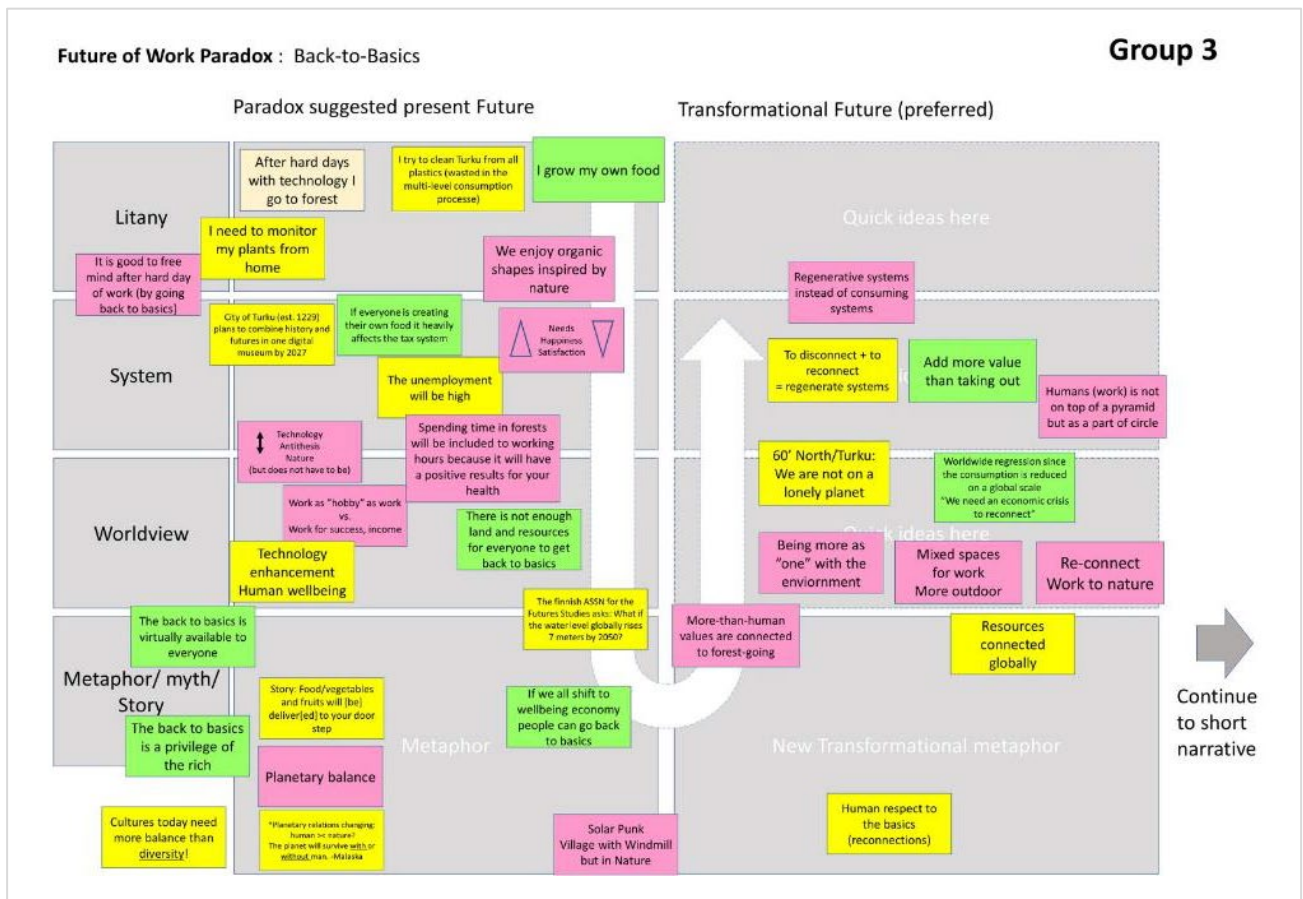 Future of Work Paradox : Back-to-Basics
Group 3
Paradox suggested present Future
Transformational Future (preferred)
Litany
After hard days
with technology I
go to forest
I try to clean Turku from all
plastics (wasted in the
multi-level consumption
processe)
I grow my own food
Quick ideas here
I need to monitor
my plants from
home
It is good to free
mind after hard day
of work (by going
back to basics)
We enjoy organic
shapes inspired by
nature
Regenerative systems
instead of consuming
systems
System
City of Turku (est. 1229)
plans to combine history and
futures in one digital
museum by 2027
If everyone is creating
their own food it heavily
affects the tax system
Needs
Happiness
Satisfaction
The unemployment
will be high
To disconnect + to
reconnect
= regenerate systems
Add more value
than taking out
Humans (work) is not
on top of a pyramid
but as a part of circle
Technology
Antithesis
Nature
(but does not have to be)
Spending time in forests
will be included to working
hours because it will have
a positive results for your
health
60' North/Turku:
We are not on a
lonely planet
Worldwide regression since
the consumption is reduced
on a global scale
"We need an economic crisis
to reconnect"
Worldview
Work as "hobby" as work
vs.
Work for success, income
There is not enough
land and resources
for everyone to get
back to basics
Quick ideas here
Technology
enhancement
Human wellbeing
Being more as
"one" with the
enviornment
Mixed spaces
for work
More outdoor
Re-connect
Work to nature
The finnish ASSN for the
Futures Studies asks: What if
the water level globally rises
7 meters by 2050?
The back to basics is
virtually available to
everyone
More-than-human
values are connected
to forest-going
Resources
connected
globally
Metaphor/ myth/
Story
Story: Food/vegetables
and fruits will [be]
deliver[ed] to your door
step
If we all shift to
wellbeing economy
people can go back
to basics
The back to basics
is a privilege of
the rich
Metaphor
New Transformational metaphor
Continue
to short
narrative
Planetary balance
Cultures today need
more balance than
diversity!
"Planetary relations changing:
human >< nature?
The planet will survive with or
without man. -Malaska
Solar Punk
Village with Windmill
but in Nature
Human respect to
the basics
(reconnections)